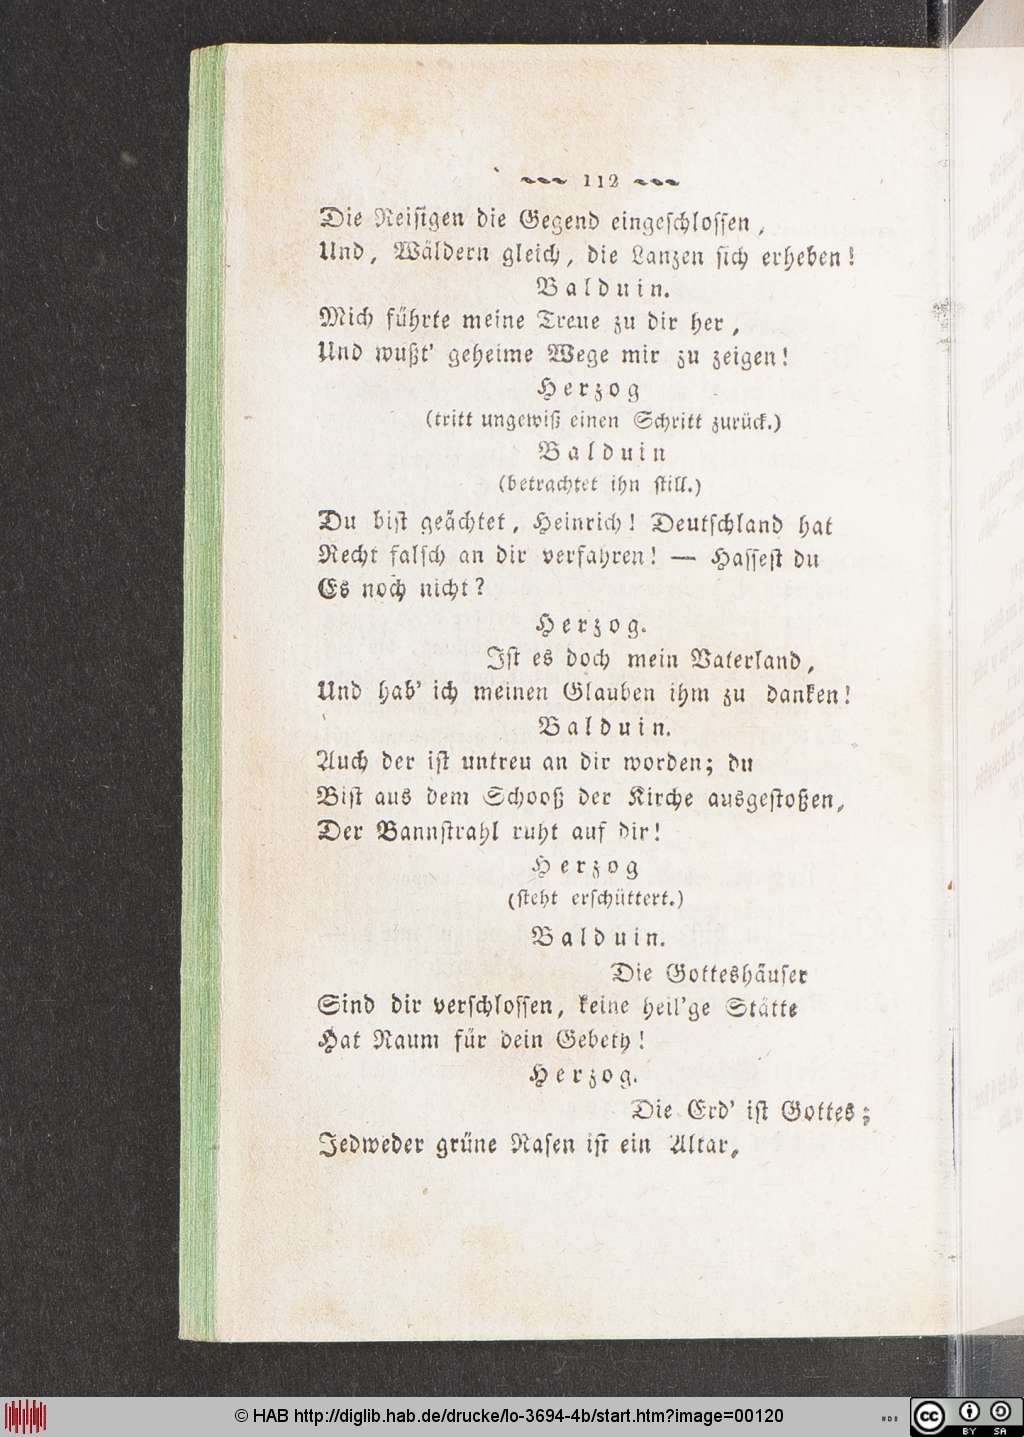 112
Die Reisigen die Gegend eingeschlossen,
Und, Wäldern gleich, die Lanzen sich erheben!
Balduin.
Mich führte meine Treue zu dir her,
Und wußt' geheime Wege mir zu zeigen!
Herzog
(tritt ungewiß einen Schritt zurück.)
Balduin
(betrachtet ihn still.)
Du bist geächtet, Heinrich! Deutschland hat
Recht falsch an dir verfahren! — Hassest du
Es noch nicht?
Herzog.
Ist es doch mein Vaterland,
Und hab' ich meinen Glauben ihm zu danken!
Balduin.
Auch der ist untreu an dir worden; du
Bist aus dem Schooß der Kirche ausgestoßen,
Der Bannstrahl ruht auf dir!
Herzog
(steht erschüttert.)
Balduin.
Die Gotteshäuser
Sind dir verschlossen, keine heil'ge Stätte
Hat Raum für dein Gebeth!
Herzog.
Die Erd' ist Gottes;
Jedweder grüne Rasen ist ein Altar,
© HAB http://diglib.hab.de/drucke/lo-3694-4b/start.htm?image=00120
cc BY SA